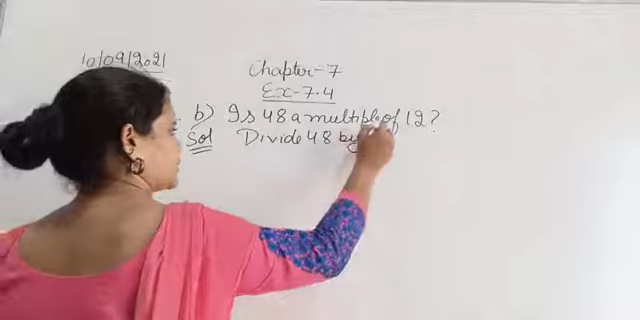 10/09/2021
Chapter-7
Ex-7.4
b) Is 48 a multiple of 12?
Sol Divide 48 by